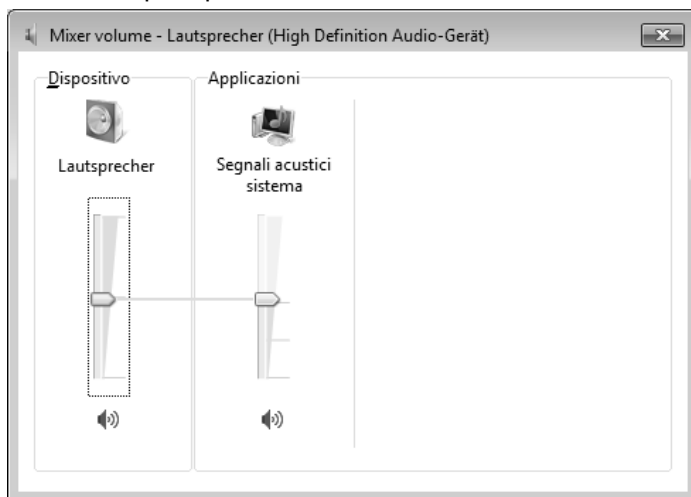 Mixer volume - Lautsprecher (High Definition Audio-Gerät)
Dispositivo
Applicazioni
Lautsprecher
Segnali acustici
sistema